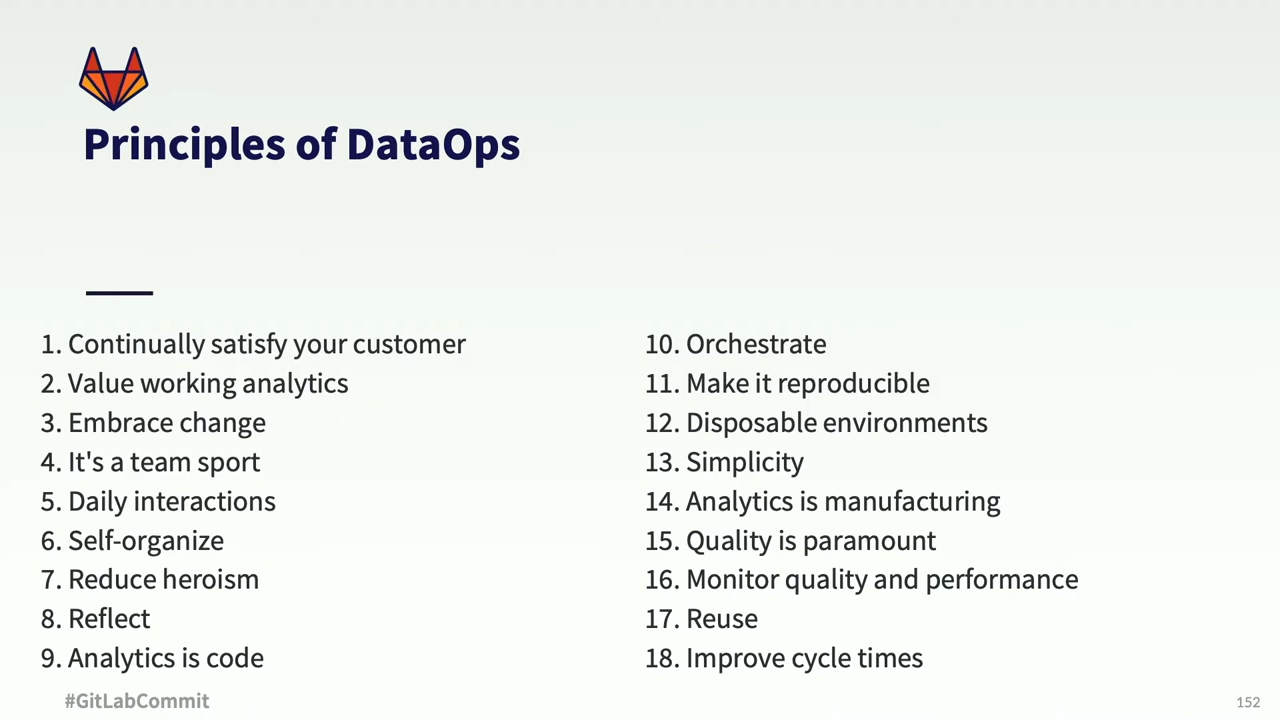 Principles of DataOps
1. Continually satisfy your customer
2. Value working analytics
3. Embrace change
4. It's a team sport
5. Daily interactions
6. Self-organize
7. Reduce heroism
8. Reflect
9. Analytics is code
10. Orchestrate
11. Make it reproducible
12. Disposable environments
13. Simplicity
14. Analytics is manufacturing
15. Quality is paramount
16. Monitor quality and performance
17. Reuse
18. Improve cycle times
#GitLabCommit
152